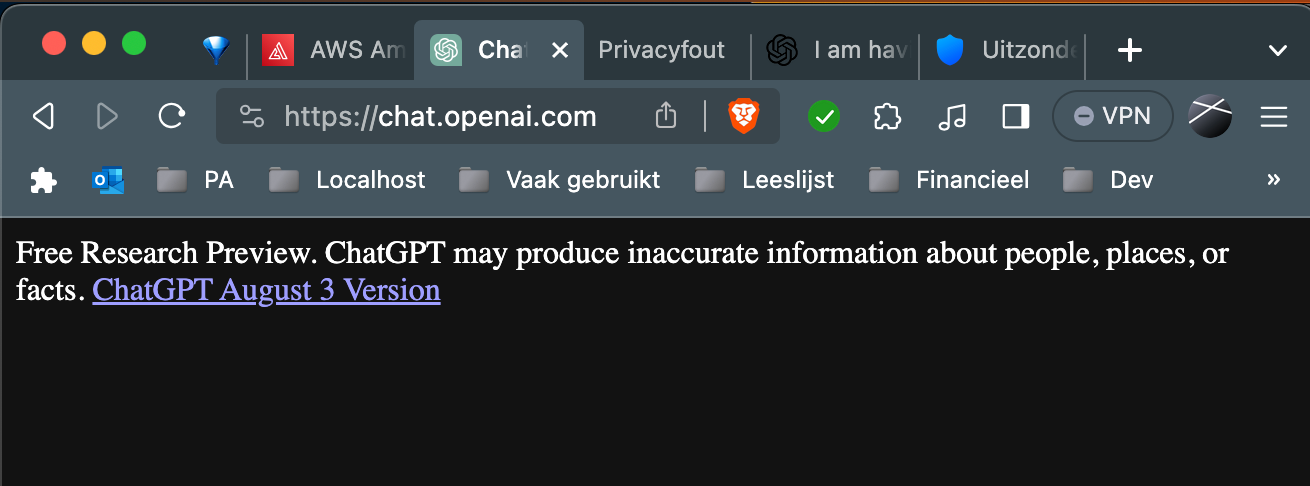 AWS Am
Chat
Privacyfout
I am hav
Uitzonde
https://chat.openai.com
VPN
PA
Localhost
Vaak gebruikt
Leeslijst
Financieel
Dev
»
Free Research Preview. ChatGPT may produce inaccurate information about people, places, or
facts. ChatGPT August 3 Version